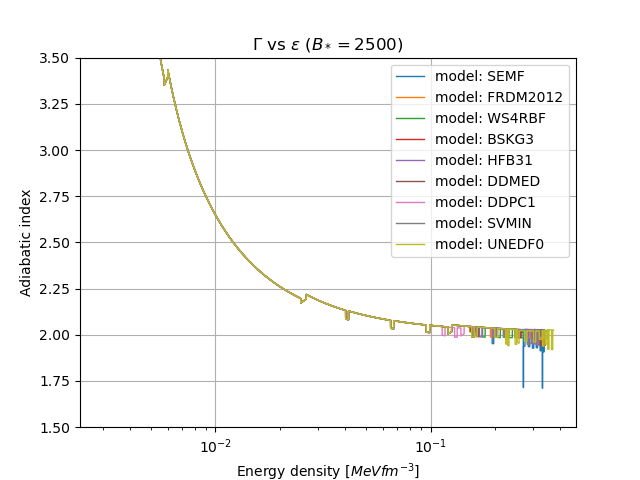 Γ vs ε (B* = 2500)
3.50
3.25
3.00
2.75
2.50
2.25
2.00
1.75
1.50
Adiabatic index
model: SEMF
model: FRDM2012
model: WS4RBF
model: BSKG3
model: HFB31
model: DDMED
model: DDPC1
model: SVMIN
model: UNEDF0
10⁻² 10⁻¹
Energy density [MeVfm⁻³]